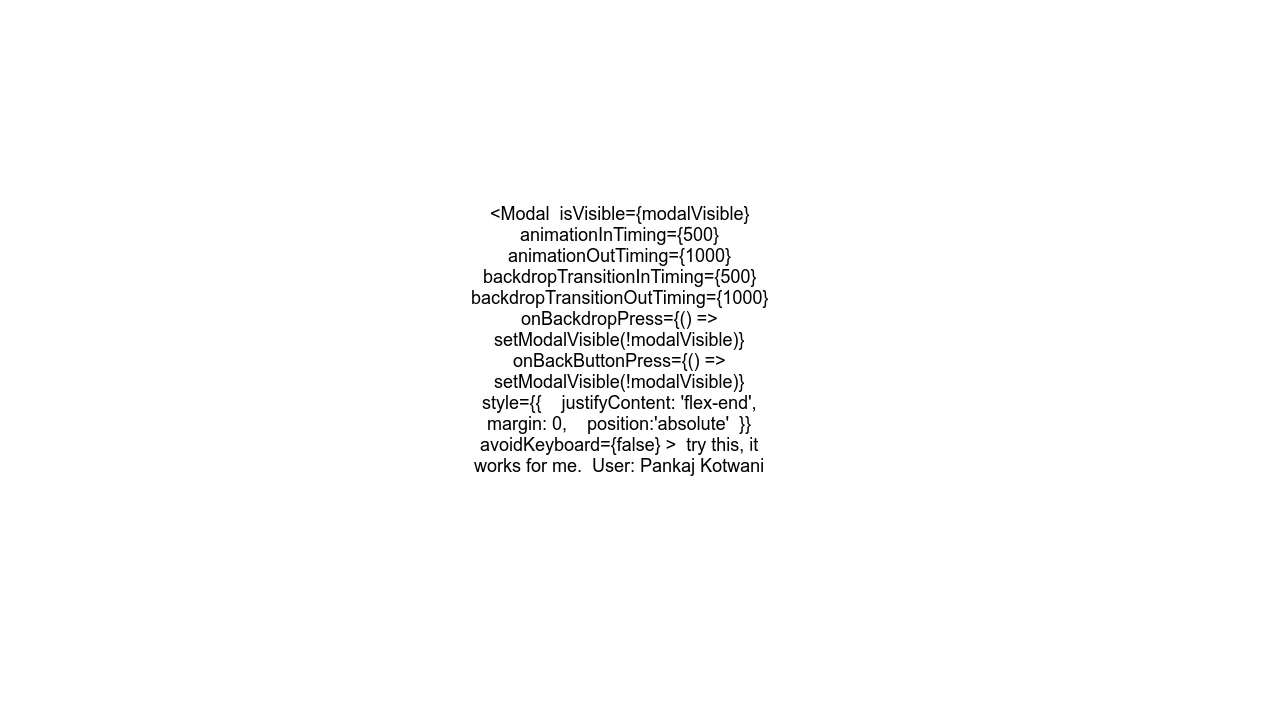 <Modal  isVisible={modalVisible}
animationInTiming={500}
animationOutTiming={1000}
backdropTransitionInTiming={500}
backdropTransitionOutTiming={1000}
onBackdropPress={() =>
setModalVisible(!modalVisible)}
onBackButtonPress={() =>
setModalVisible(!modalVisible)}
style={{    justifyContent: 'flex-end',
margin: 0,    position:'absolute'  }}
avoidKeyboard={false} >  try this, it
works for me.  User: Pankaj Kotwani